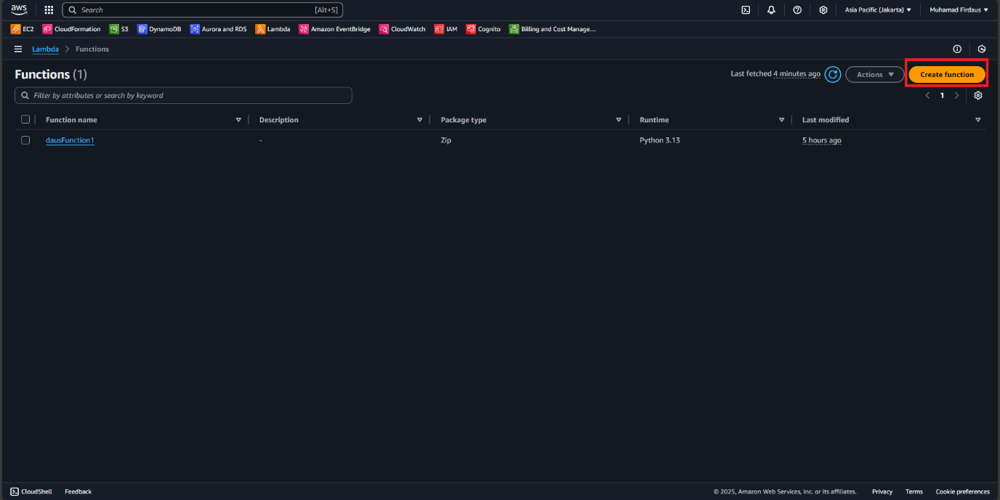 aws Search [Alt+S] Asia Pacific (Jakarta) Muhamad Firdaus
EC2 CloudFormation S3 DynamoDB Aurora and RDS Lambda Amazon EventBridge CloudWatch IAM Cognito Billing and Cost Manage...
Lambda Functions
Functions (1) Last fetched 4 minutes ago Actions Create function
Filter by attributes or search by keyword 1
Function name Description Package type Runtime Last modified
dausFunction1 - Zip Python 3.13 5 hours ago
CloudShell Feedback © 2025, Amazon Web Services, Inc. or its affiliates. Privacy Terms Cookie preferences